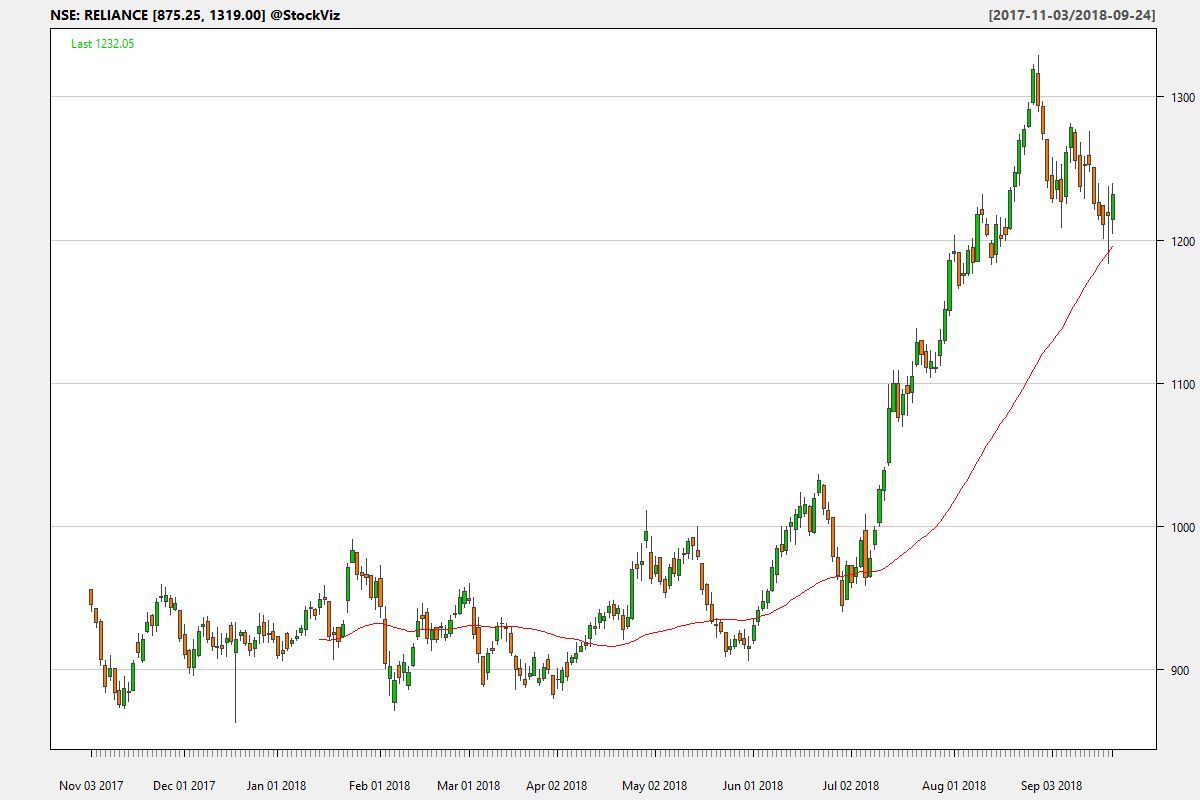 NSE: RELIANCE [875.25, 1319.00] @StockViz
[2017-11-03/2018-09-24]
Last 1232.05
1300
1200
1100
1000
900
Nov 03 2017
Dec 01 2017
Jan 01 2018
Feb 01 2018
Mar 01 2018
Apr 02 2018
May 02 2018
Jun 01 2018
Jul 02 2018
Aug 01 2018
Sep 03 2018